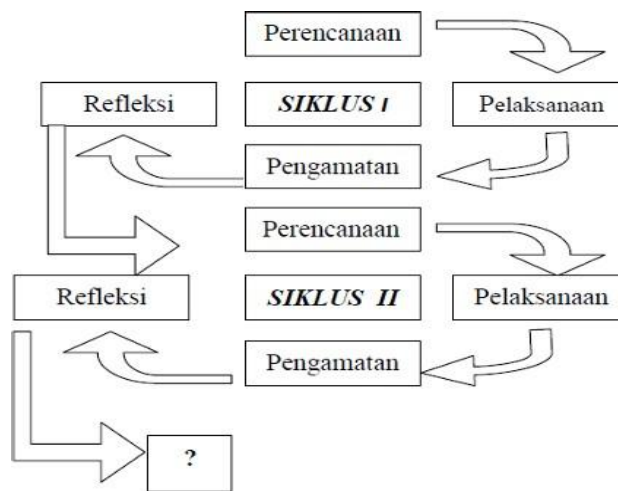 Perencanaan
Refleksi
SIKLUS I
Pelaksanaan
Pengamatan
Perencanaan
Refleksi
SIKLUS II
Pelaksanaan
Pengamatan
?